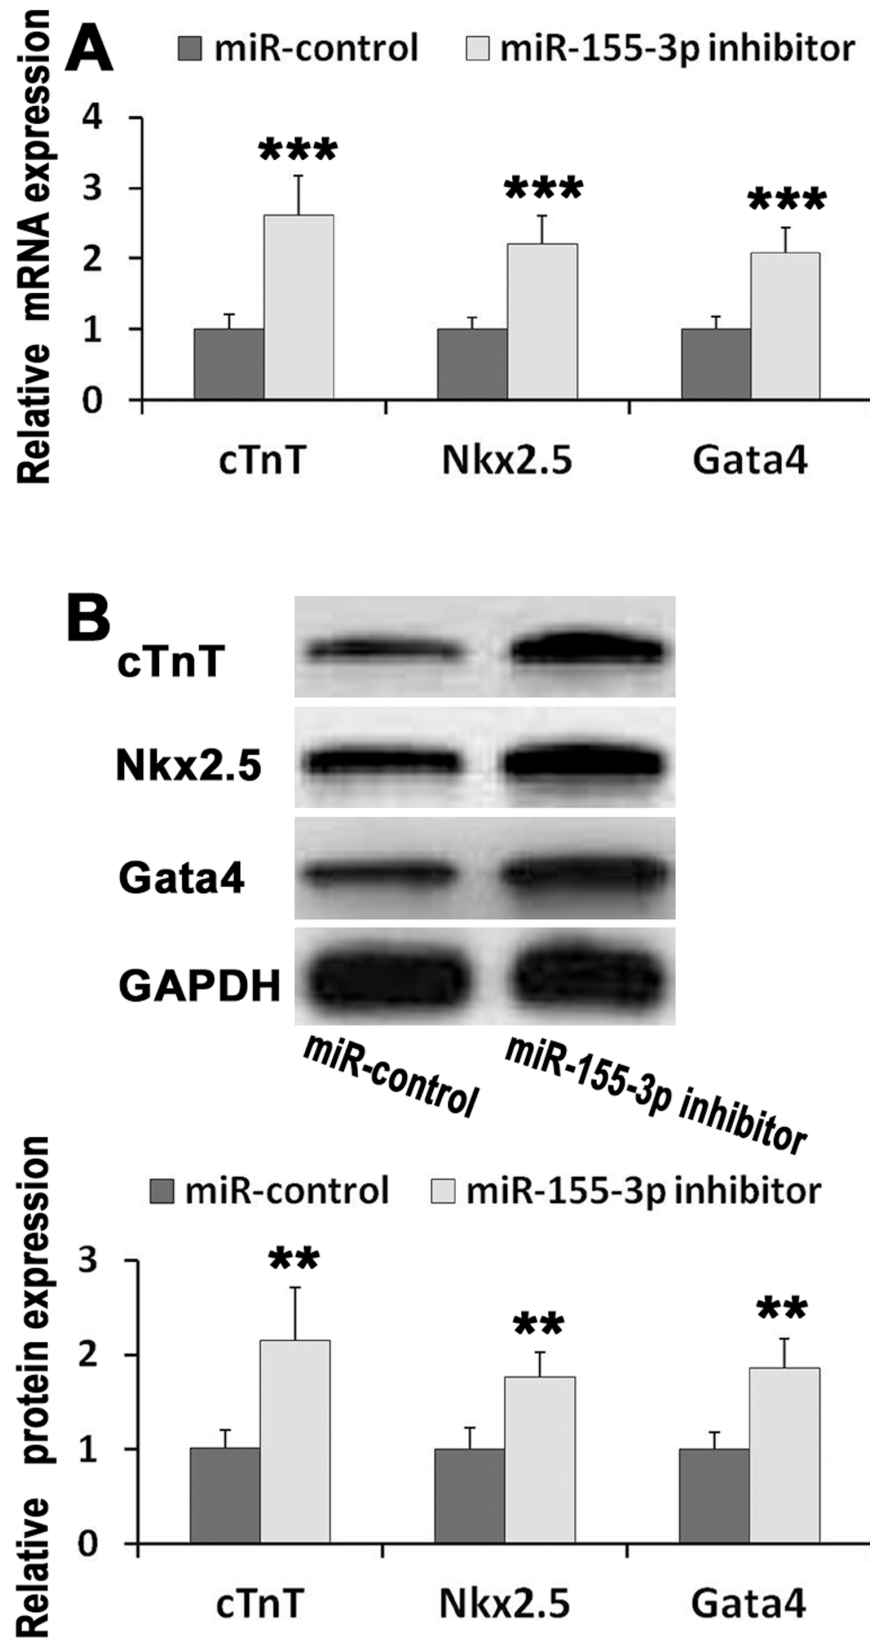 A
miR-control miR-155-3p inhibitor
Relative mRNA expression
4
3
2
1
0
***
***
***
cTnT Nkx2.5 Gata4
B
cTnT
Nkx2.5
Gata4
GAPDH
miR-control miR-155-3p inhibitor
miR-control miR-155-3p inhibitor
Relative protein expression
3
2
1
0
**
**
**
cTnT Nkx2.5 Gata4